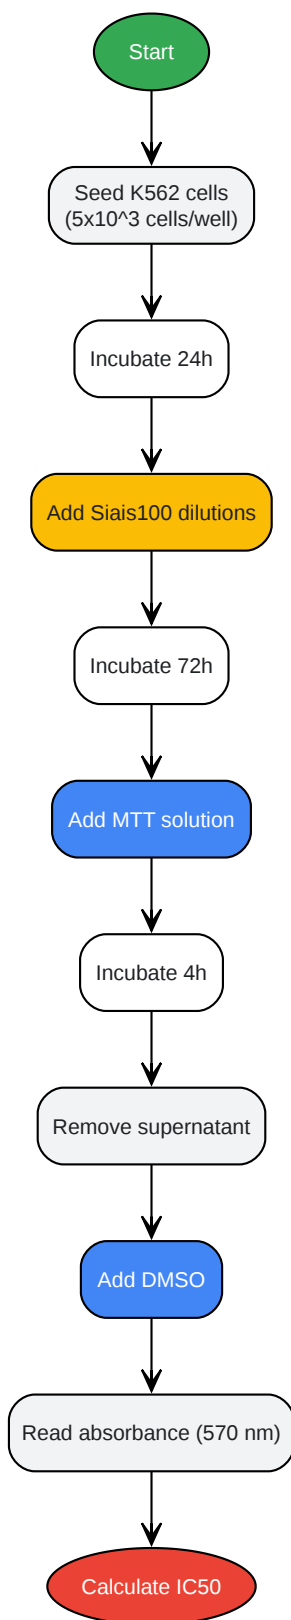 Start
Seed K562 cells
(5x10^3 cells/well)
Incubate 24h
Add Siais100 dilutions
Incubate 72h
Add MTT solution
Incubate 4h
Remove supernatant
Add DMSO
Read absorbance (570 nm)
Calculate IC50